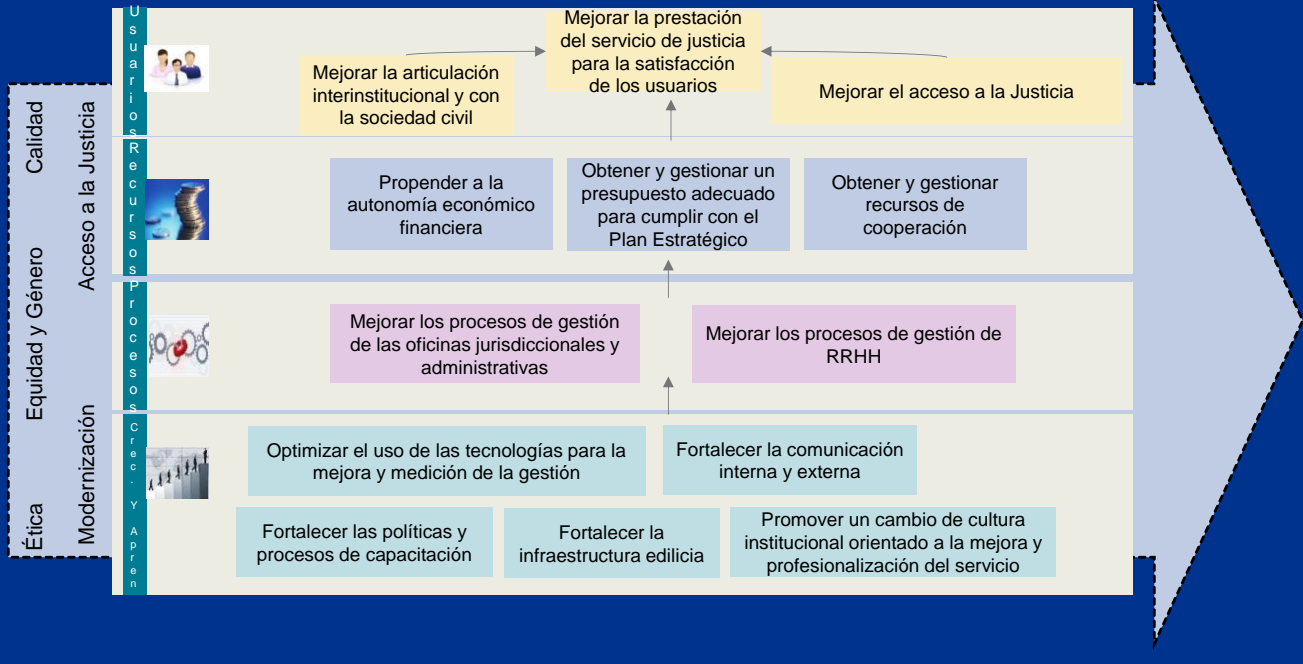 Calidad
Equidad y Género
Ética
Acceso a la Justicia
Modernización
Usuarios
Mejorar la prestación
del servicio de justicia
para la satisfacción
de los usuarios
Mejorar la articulación
interinstitucional y con
la sociedad civil
Mejorar el acceso a la Justicia
Recursos
Propender a la
autonomía económico
financiera
Obtener y gestionar un
presupuesto adecuado
para cumplir con el
Plan Estratégico
Obtener y gestionar
recursos de
cooperación
Procesos
Mejorar los procesos de gestión
de las oficinas jurisdiccionales y
administrativas
Mejorar los procesos de gestión de
RRHH
crec. Y Apren
Optimizar el uso de las tecnologías para la
mejora y medición de la gestión
Fortalecer la comunicación
interna y externa
Fortalecer las políticas y
procesos de capacitación
Fortalecer la
infraestructura edilicia
Promover un cambio de cultura
institucional orientado a la mejora y
profesionalización del servicio